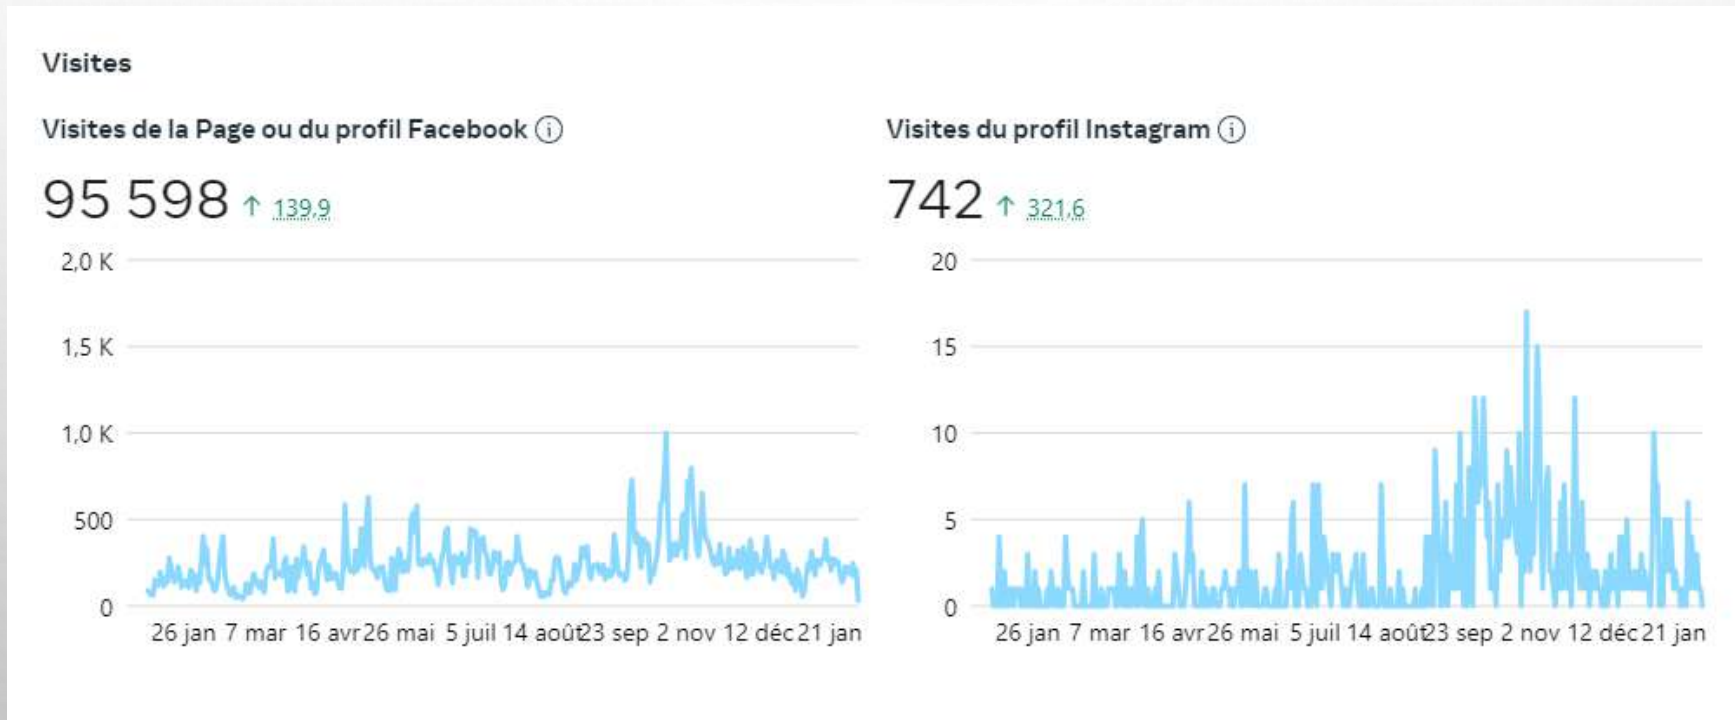 Visites
Visites de la Page ou du profil Facebook
95 598 ↑ 139,9
2,0 K
1,5 K
1,0 K
500
0
26 jan 7 mar 16 avr 26 mai 5 juil 14 août 23 sep 2 nov 12 déc 21 jan
Visites du profil Instagram
742 ↑ 321,6
20
15
10
5
0
26 jan 7 mar 16 avr 26 mai 5 juil 14 août 23 sep 2 nov 12 déc 21 jan